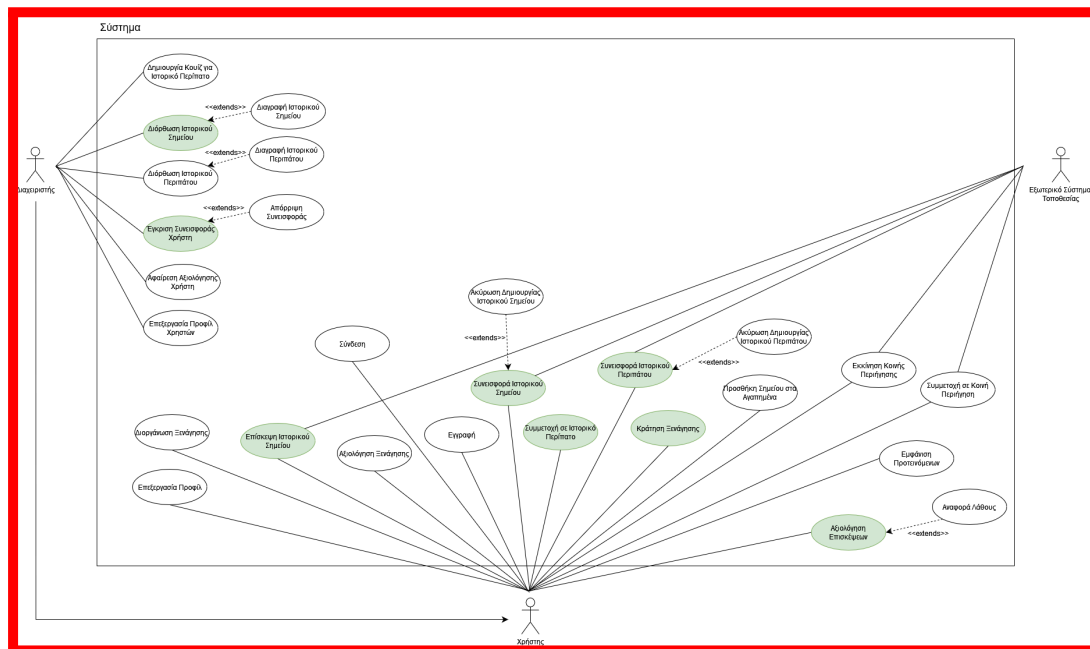 Σύστημα
Δημιουργία Κουίζ για
Ιστορικό Περίπατο
<<extends>>
Διαγραφή Ιστορικού
Σημείου
Διόρθωση Ιστορικού
Σημείου
<<extends>>
Διαγραφή Ιστορικού
Περιπάτου
Διόρθωση Ιστορικού
Περιπάτου
Διαχειριστής
Εξωτερικό Σύστημα
Τοποθεσίας
<<extends>>
Απόρριψη
Συνεισφοράς
Έγκριση Συνεισφοράς
Χρήστη
Αφαίρεση Αξιολόγησης
Χρήστη
Επεξεργασία Προφίλ
Χρηστών
Ακύρωση Δημιουργίας
Ιστορικού Σημείου
<<extends>>
Σύνδεση
Ακύρωση Δημιουργίας
Ιστορικού Περιπάτου
<<extends>>
Συνεισφορά Ιστορικού
Σημείου
Συνεισφορά Ιστορικού
Περιπάτου
Προσθήκη Σημείου στα
Αγαπημένα
Εκκίνηση Κοινής
Περιήγησης
Συμμετοχή σε Κοινή
Περιήγηση
Διοργάνωση Ξενάγησης
Επίσκεψη Ιστορικού
Σημείου
Αξιολόγηση Ξενάγησης
Εγγραφή
Συμμετοχή σε Ιστορικό
Περίπατο
Κράτηση Ξενάγησης
Εμφάνιση
Προτεινόμενων
Επεξεργασία Προφίλ
Αναφορά Λάθους
Αξιολόγηση
Επισκέψεων
<<extends>>
Χρήστης